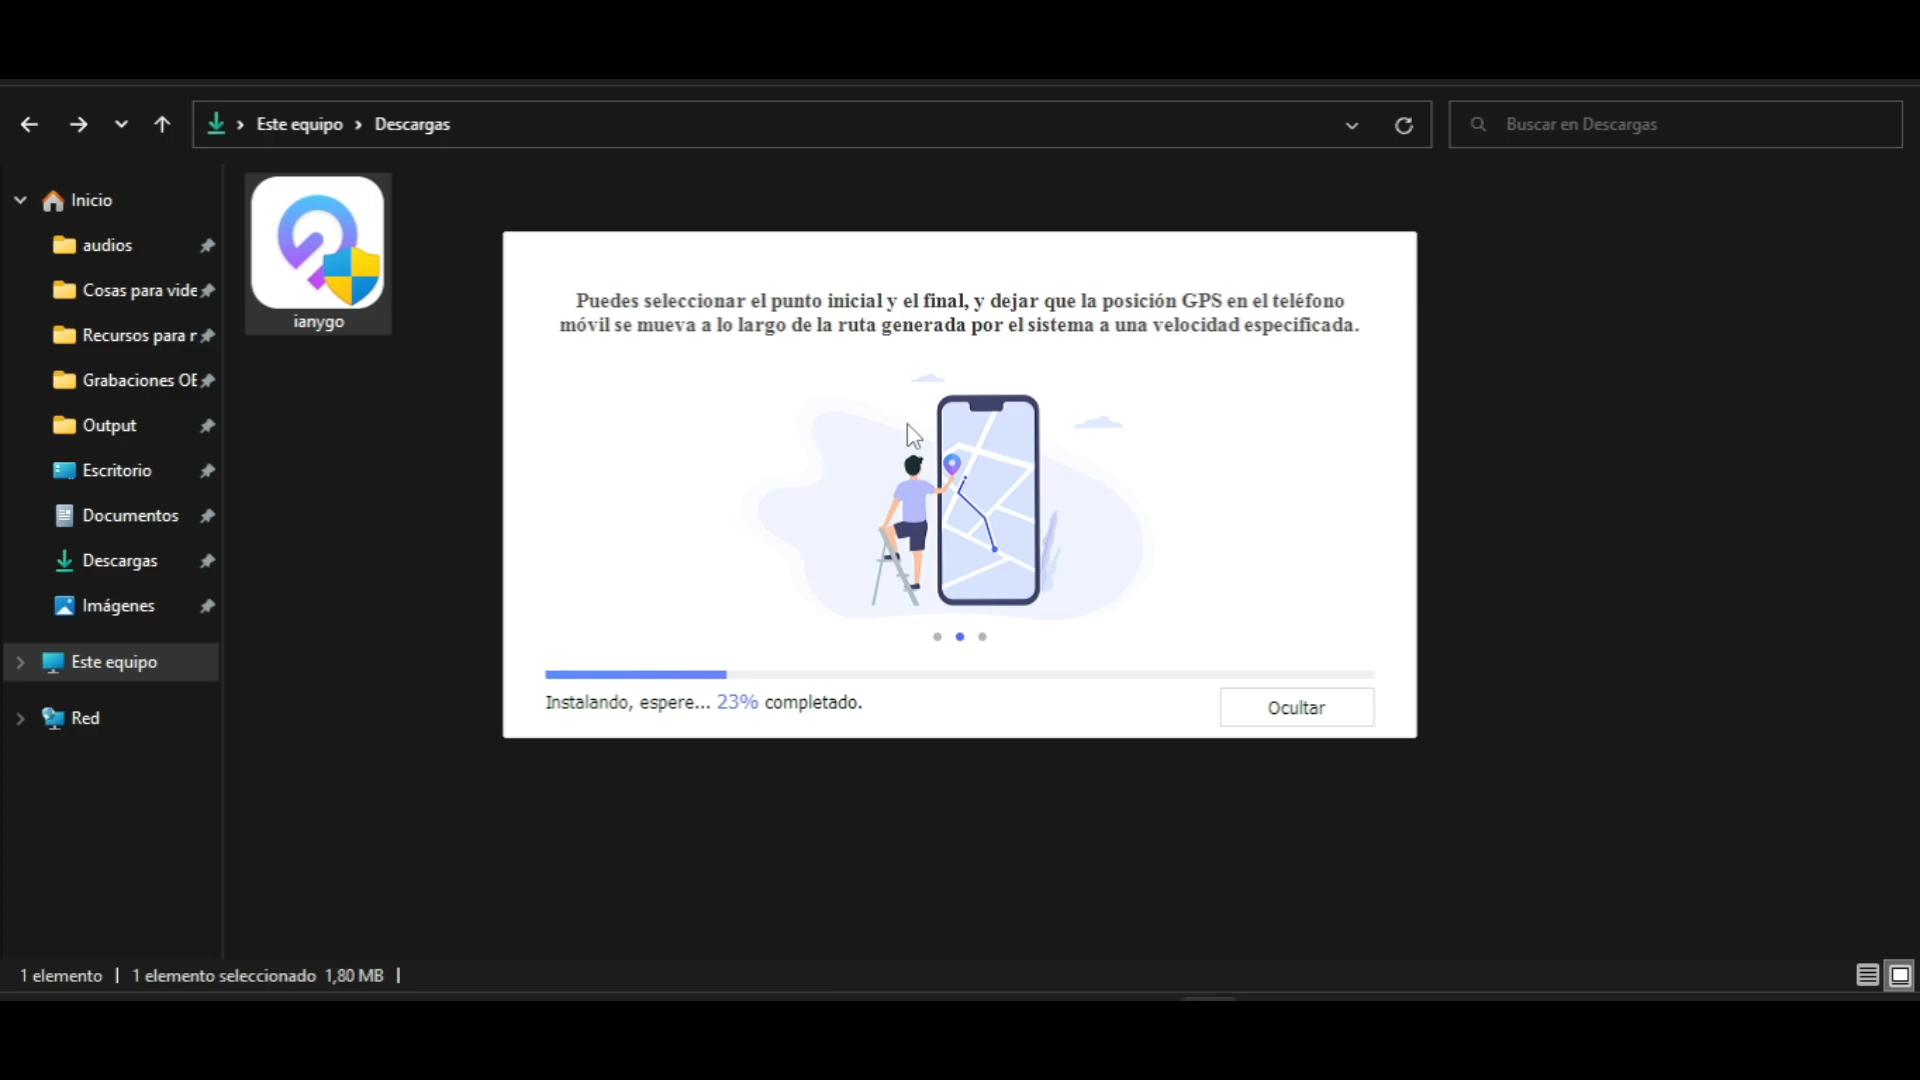 Este equipo
Descargas
Buscar en Descargas
Inicio
audios
Cosas para vide
Recursos para r
Grabaciones OE
Output
Escritorio
Documentos
Descargas
Imágenes
Este equipo
Red
ianygo
Puedes seleccionar el punto inicial y el final, y dejar que la posición GPS en el teléfono
móvil se mueva a lo largo de la ruta generada por el sistema a una velocidad especificada.
Instalando, espere... 23% completado.
Ocultar
1 elemento
1 elemento seleccionado 1,80 MB